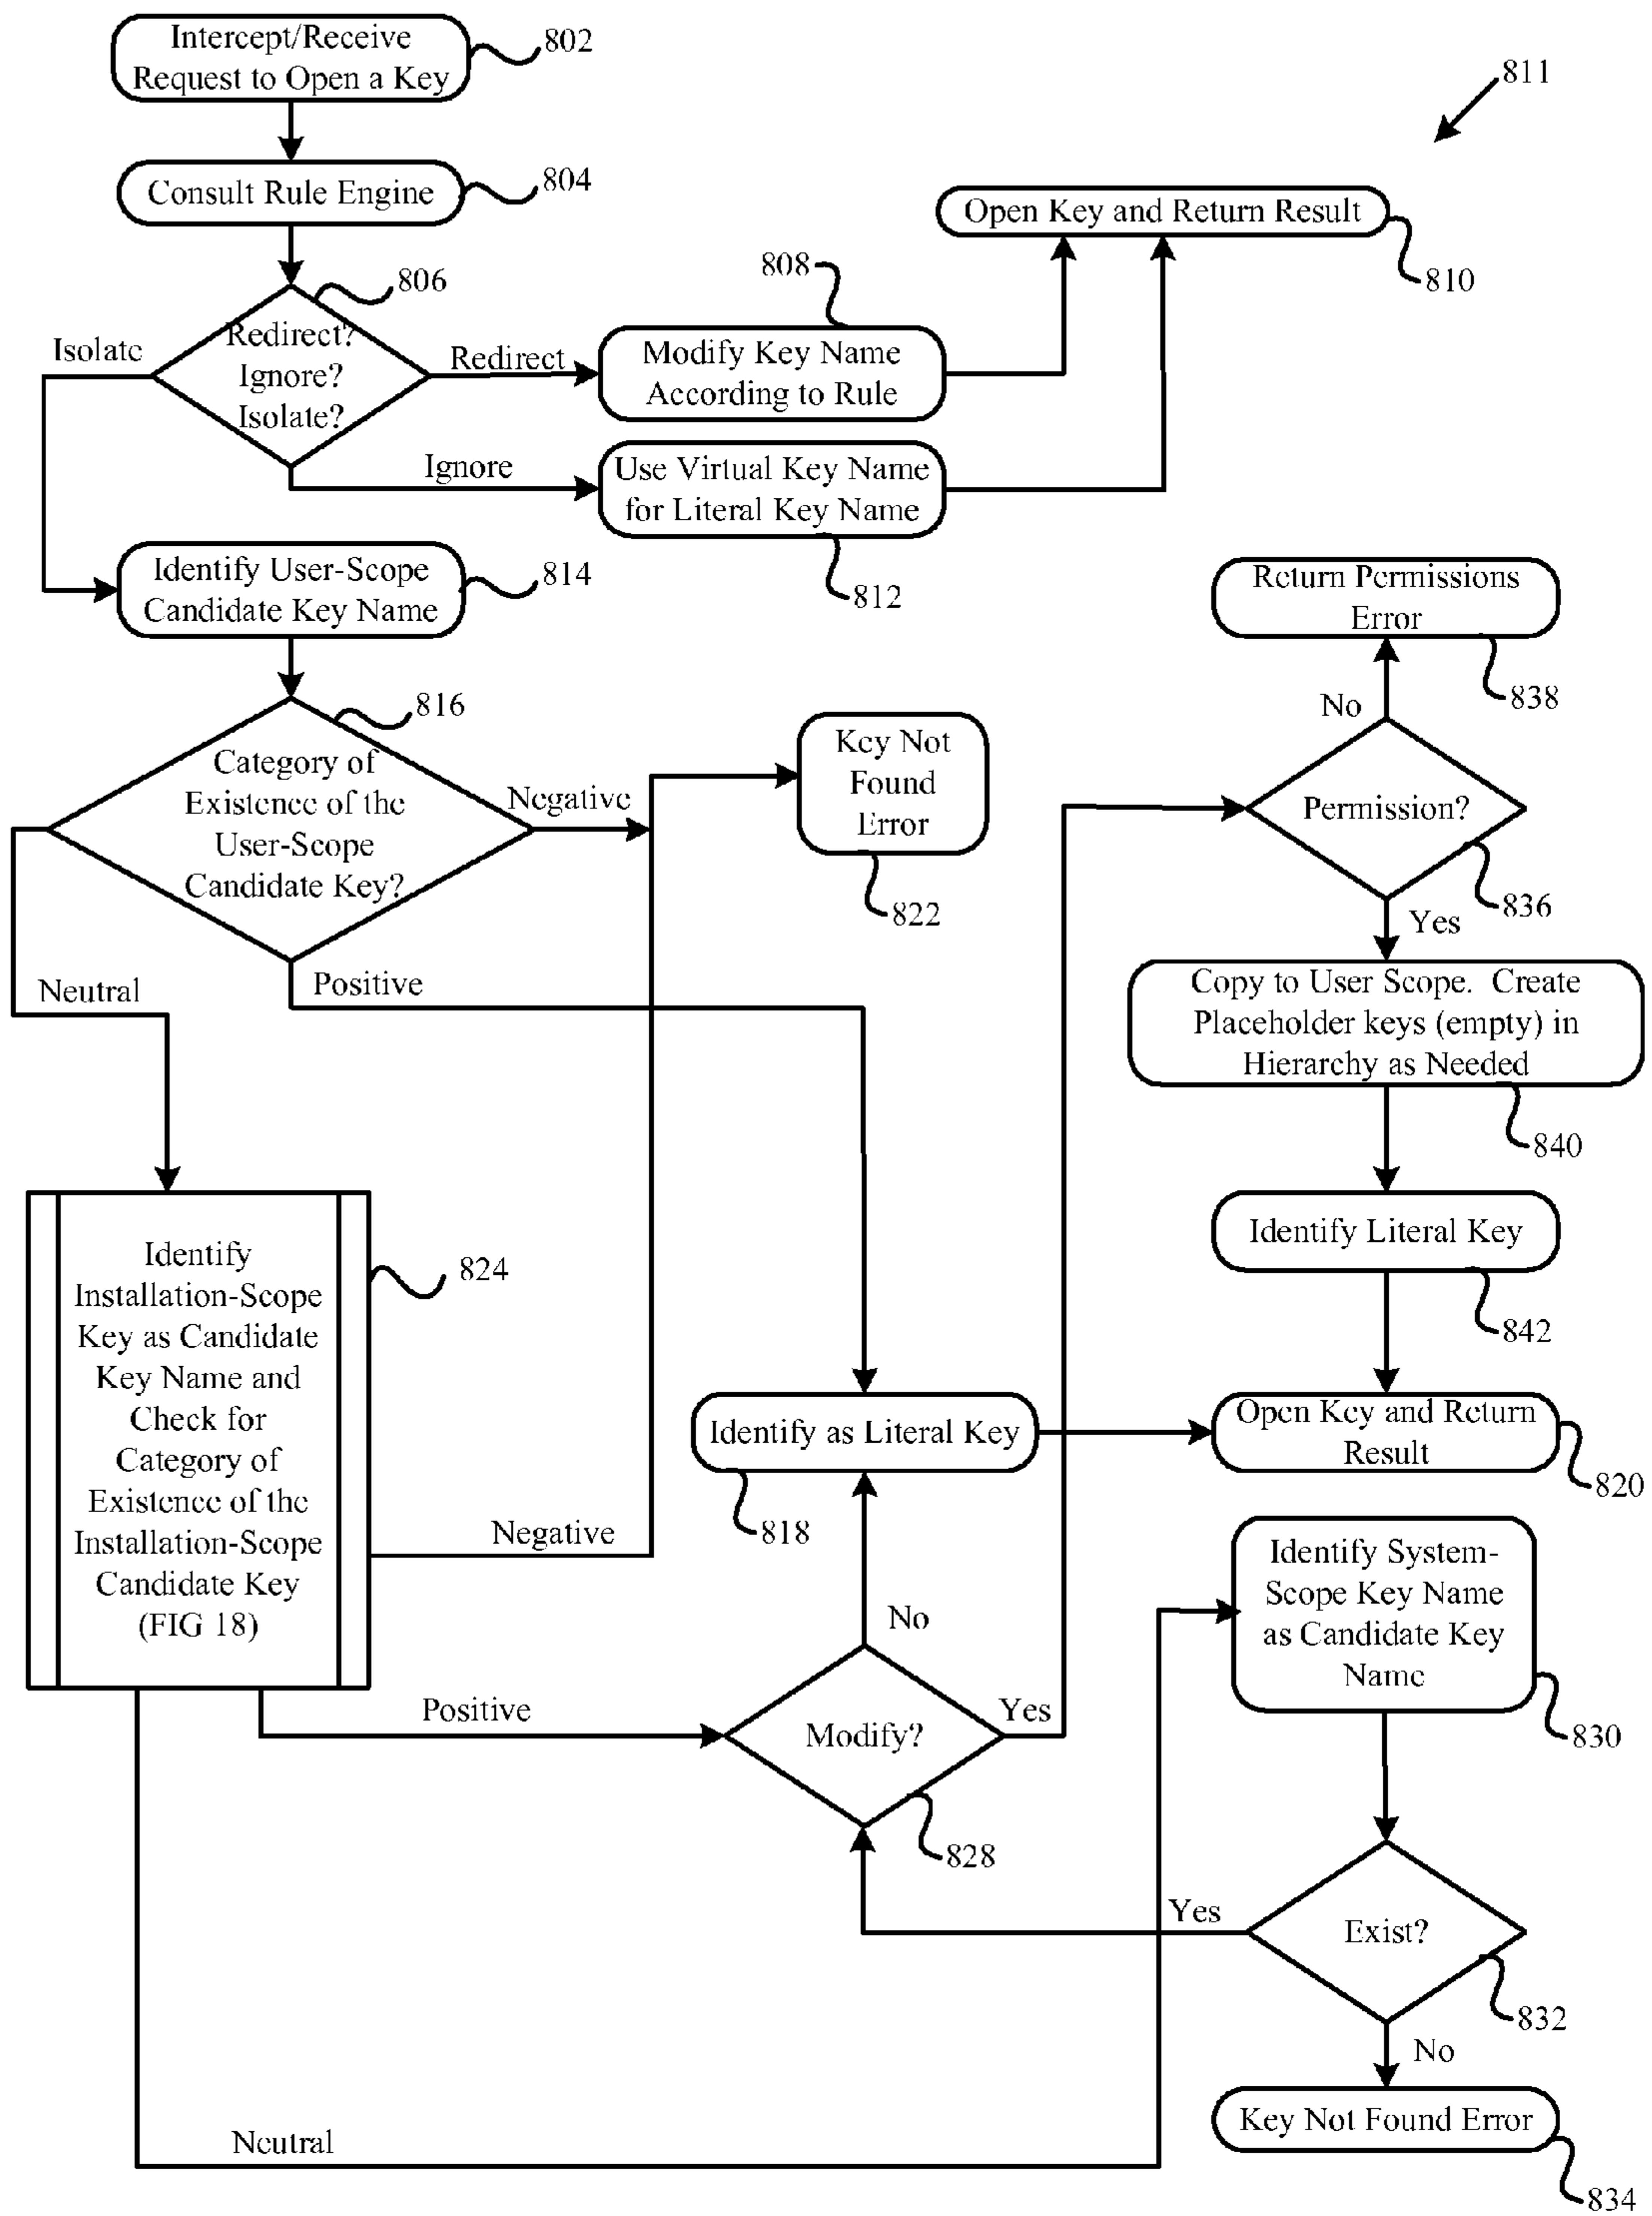 Intercept/Receive
Request to Open a Key
802
811
Consult Rule Engine
804
Open Key and Return Result
810
806
Redirect?
Ignore?
Isolate?
Isolate
Redirect
Ignore
808
Modify Key Name
According to Rule
Use Virtual Key Name
for Literal Key Name
812
Identify User-Scope
Candidate Key Name
814
Return Permissions
Error
838
816
Category of
Existence of the
User-Scope
Candidate Key?
Negative
Key Not
Found
Error
822
No
Permission?
836
Yes
Neutral
Positive
Copy to User Scope. Create
Placeholder keys (empty) in
Hierarchy as Needed
840
Identify
Installation-Scope
Key as Candidate
Key Name and
Check for
Category of
Existence of the
Installation-Scope
Candidate Key
(FIG 18)
824
Identify Literal Key
842
Identify as Literal Key
818
Open Key and Return
Result
820
Negative
Identify System-
Scope Key Name
as Candidate Key
Name
830
No
Positive
Modify?
Yes
828
Yes
Exist?
832
No
Key Not Found Error
834
Neutral